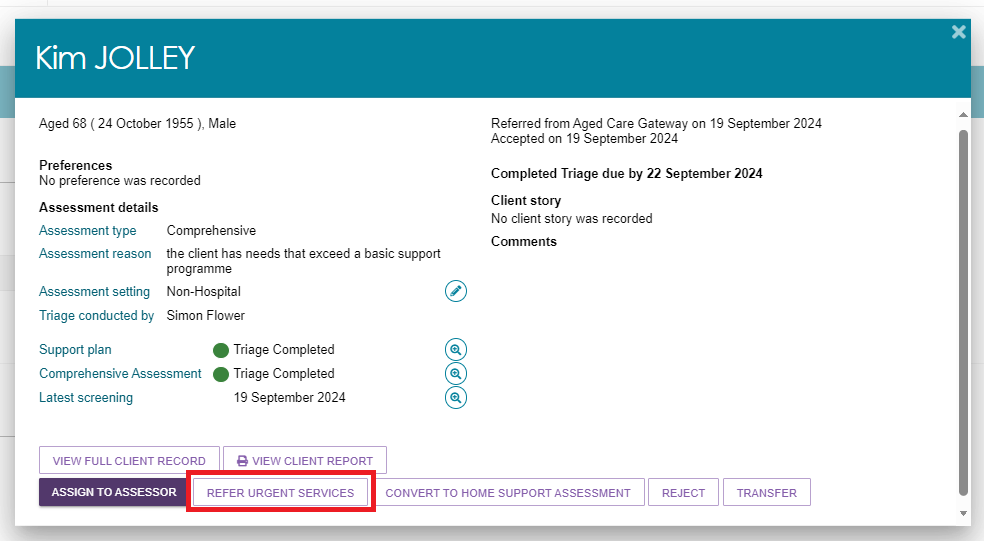 Kim JOLLEY
Aged 68 ( 24 October 1955 ), Male
Preferences
No preference was recorded
Assessment details
Assessment type Comprehensive
Assessment reason the client has needs that exceed a basic support
programme
Assessment setting Non-Hospital
Triage conducted by Simon Flower
Support plan Triage Completed
Comprehensive Assessment Triage Completed
Latest screening 19 September 2024
Referred from Aged Care Gateway on 19 September 2024
Accepted on 19 September 2024
Completed Triage due by 22 September 2024
Client story
No client story was recorded
Comments
VIEW FULL CLIENT RECORD VIEW CLIENT REPORT
ASSIGN TO ASSESSOR REFER URGENT SERVICES CONVERT TO HOME SUPPORT ASSESSMENT REJECT TRANSFER